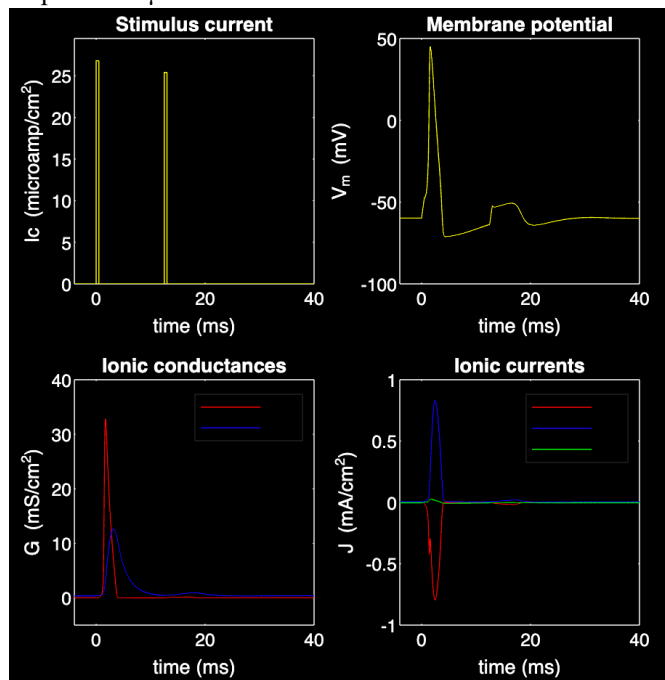 Stimulus current
Membrane potential
Ic (microamp/cm²)
25
20
15
10
5
0
0
20
40
time (ms)
Vₘ (mV)
50
0
-50
-100
0
20
40
time (ms)
Ionic conductances
Ionic currents
G (mS/cm²)
40
30
20
10
0
0
20
40
time (ms)
J (mA/cm²)
1
0.5
0
-0.5
-1
0
20
40
time (ms)